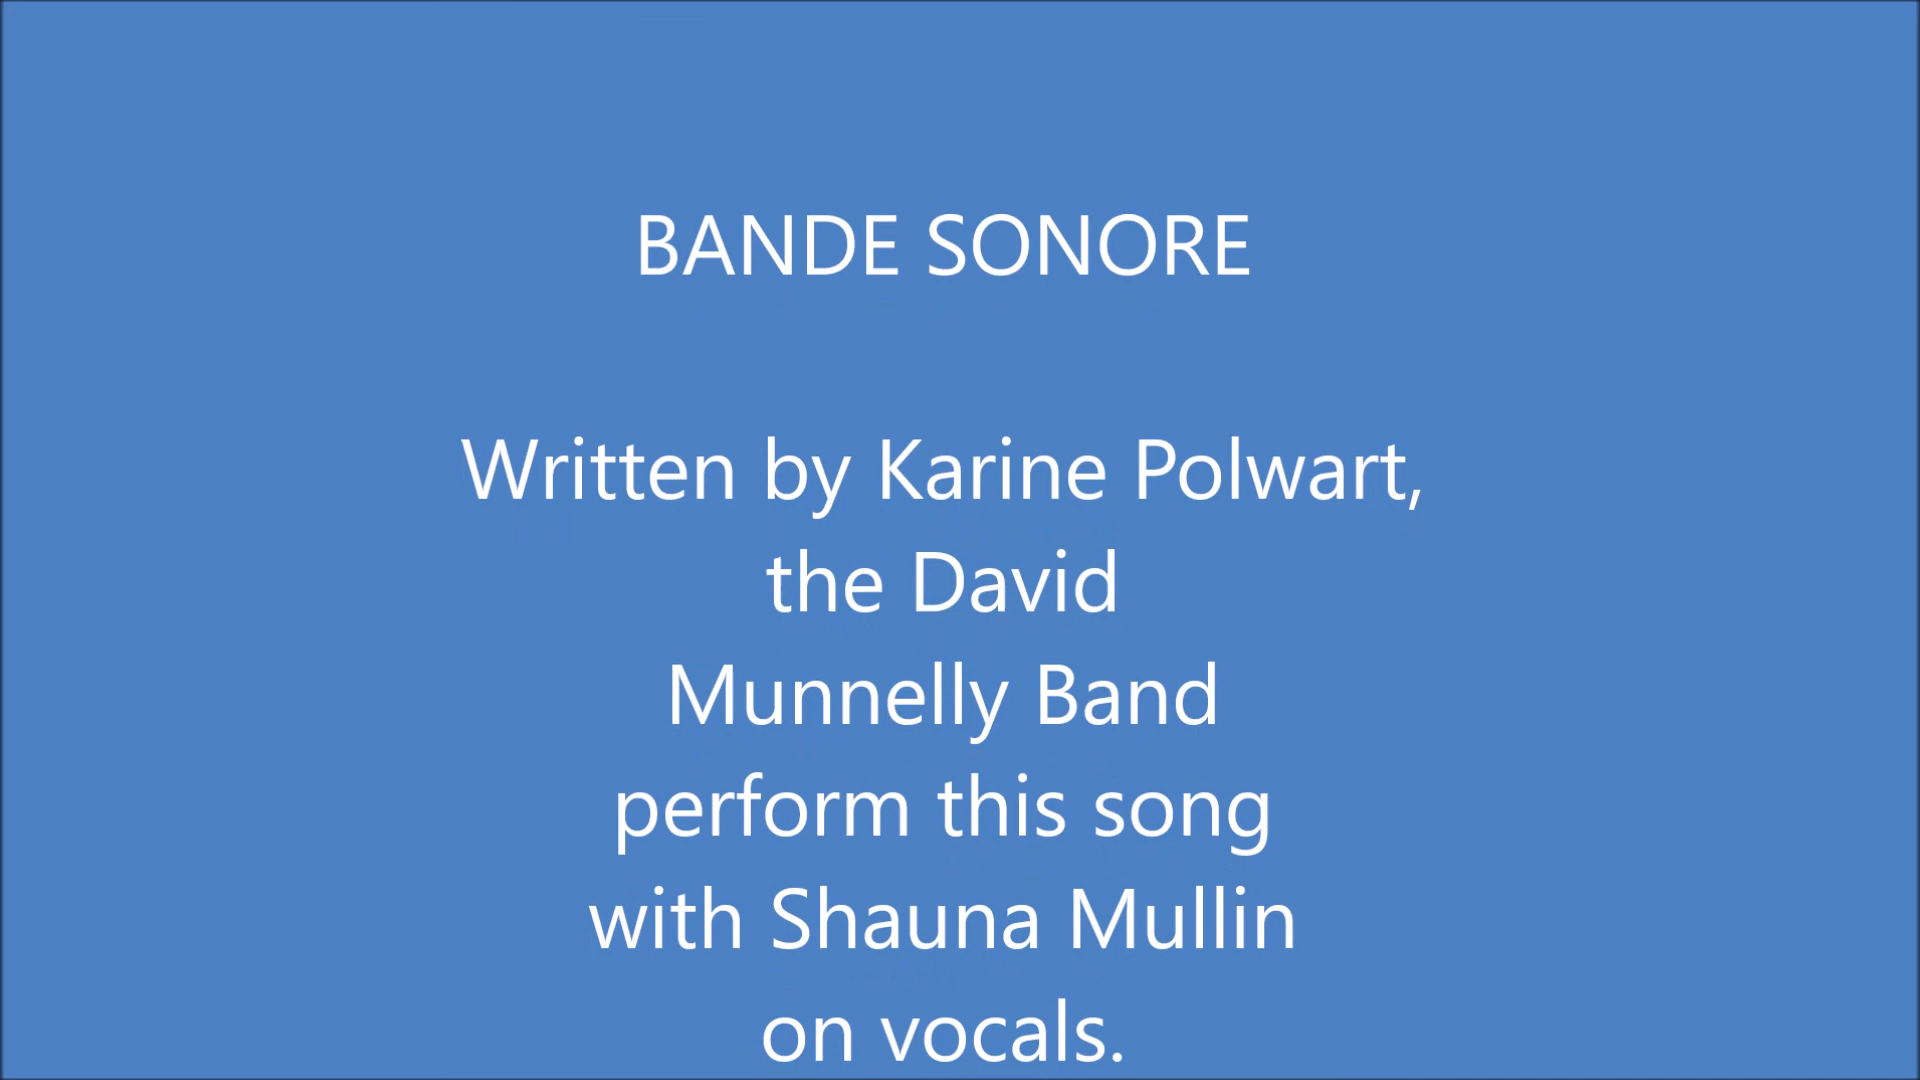 BANDE SONORE
Written by Karine Polwart,
the David
Munnelly Band
perform this song
with Shauna Mullin
on vocals.